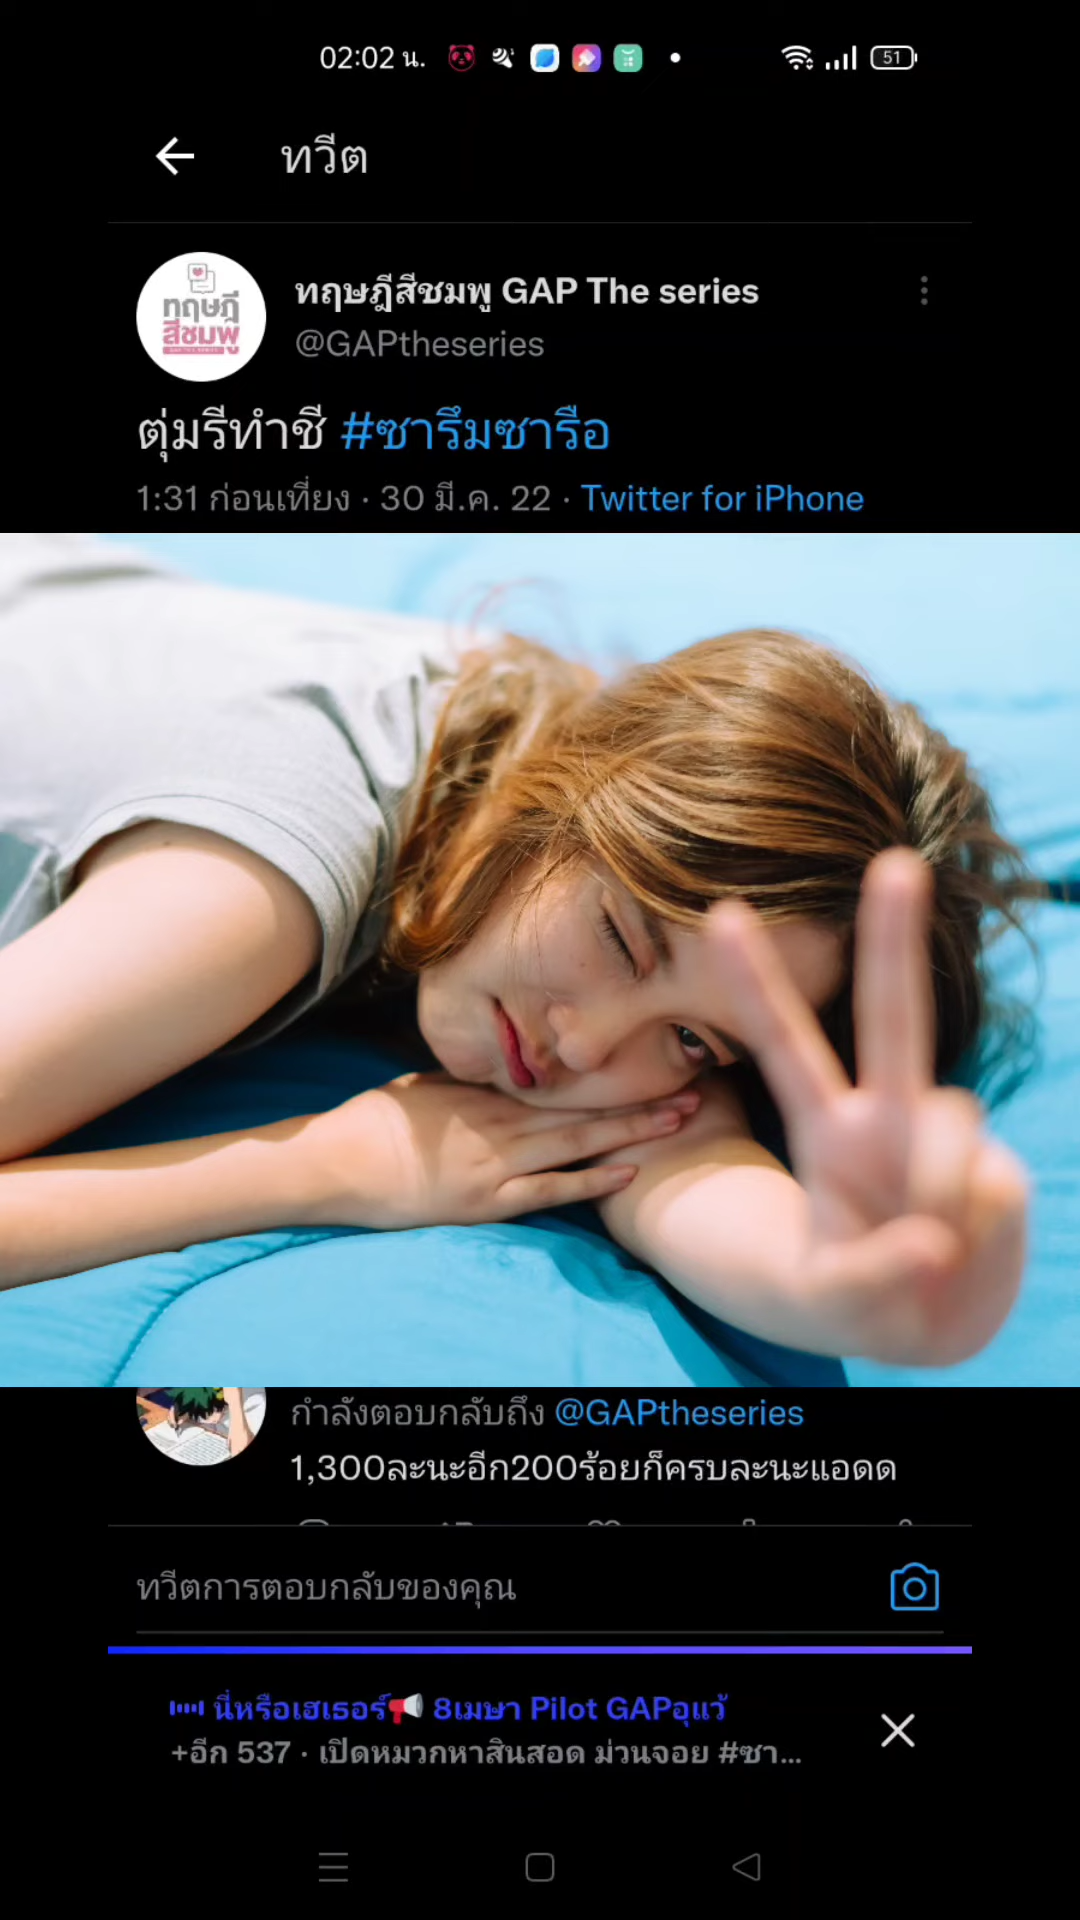 02:02 น.
51
ทวีต
ทฤษฎีสีชมพู
ทฤษฎีสีชมพู GAP The series
@GAPtheseries
ตุ่มรีทำชี #ซารึมซารือ
1:31 ก่อนเที่ยง · 30 มี.ค. 22 · Twitter for iPhone
กำลังตอบกลับถึง @GAPtheseries
1,300ละนะอีก200ร้อยก็ครบละนะแอดด
ทวีตการตอบกลับของคุณ
นี่หรือเฮเธอร์📢 8เมษา Pilot GAPอุแว้
+อีก 537 · เปิดหมวกหาสินสอด ม่วนจอย #ซา...